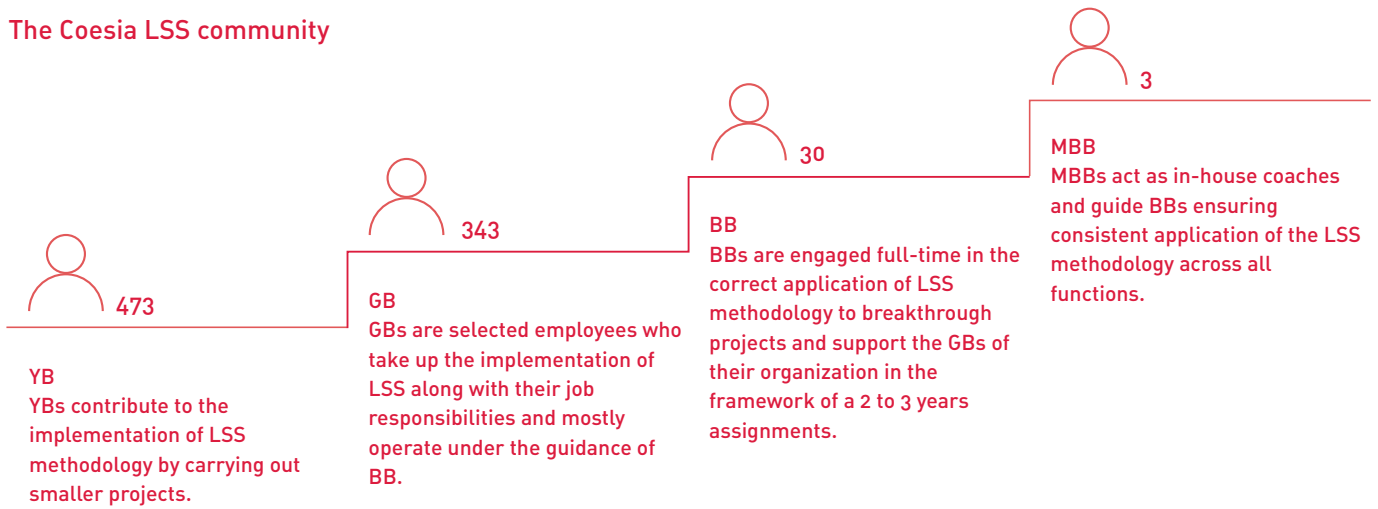 The Coesia LSS community
473
YB
YBs contribute to the
implementation of LSS
methodology by carrying out
smaller projects.
343
GB
GBs are selected employees who
take up the implementation of
LSS along with their job
responsibilities and mostly
operate under the guidance of
BB.
30
BB
BBs are engaged full-time in the
correct application of LSS
methodology to breakthrough
projects and support the GBs of
their organization in the
framework of a 2 to 3 years
assignments.
3
MBB
MBBs act as in-house coaches
and guide BBs ensuring
consistent application of the LSS
methodology across all
functions.